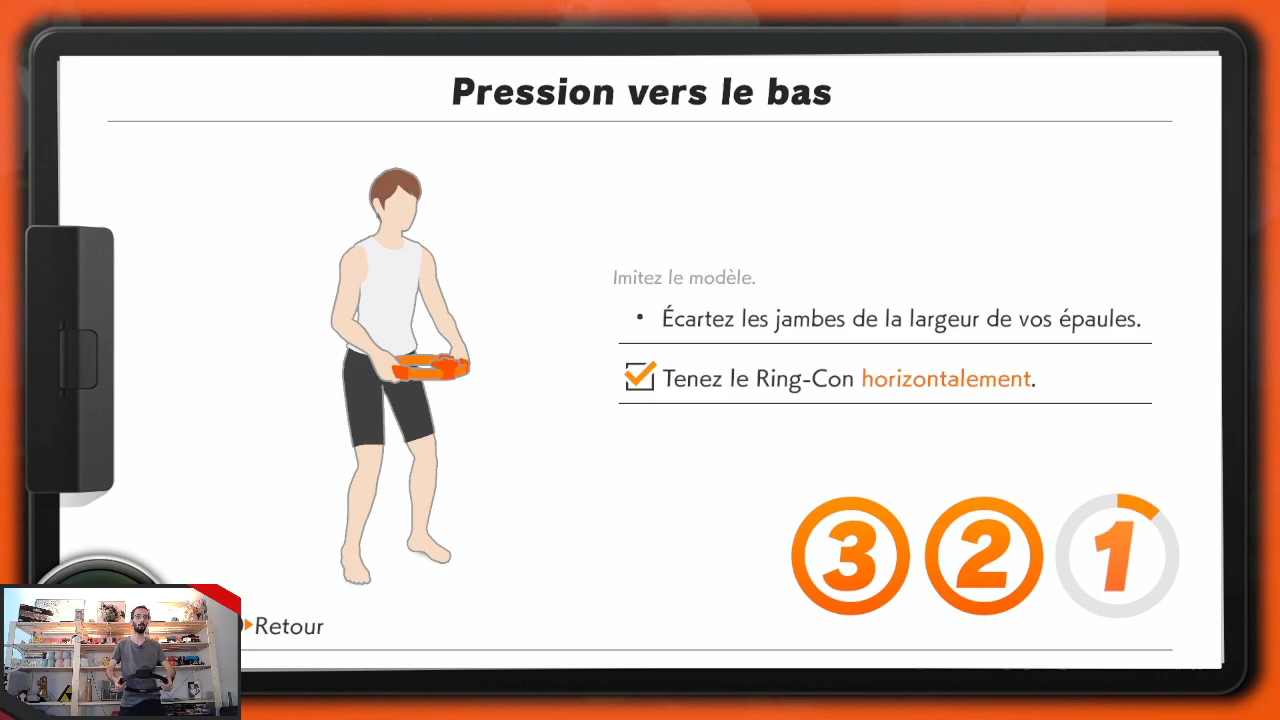 Pression vers le bas
Imitez le modèle.
• Écartez les jambes de la largeur de vos épaules.
Tenez le Ring-Con horizontalement.
3 2 1
Retour